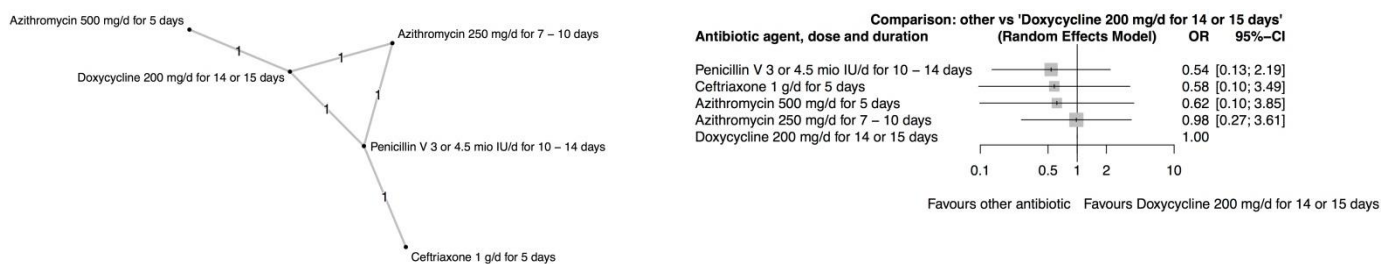 Azithromycin 500 mg/d for 5 days
1
1
Azithromycin 250 mg/d for 7 – 10 days
Doxycycline 200 mg/d for 14 or 15 days
1
1
Penicillin V 3 or 4.5 mio IU/d for 10 – 14 days
1
Ceftriaxone 1 g/d for 5 days
Comparison: other vs 'Doxycycline 200 mg/d for 14 or 15 days'
Antibiotic agent, dose and duration (Random Effects Model) OR 95%–CI
Penicillin V 3 or 4.5 mio IU/d for 10 – 14 days 0.54 [0.13; 2.19]
Ceftriaxone 1 g/d for 5 days 0.58 [0.10; 3.49]
Azithromycin 500 mg/d for 5 days 0.62 [0.10; 3.85]
Azithromycin 250 mg/d for 7 – 10 days 0.98 [0.27; 3.61]
Doxycycline 200 mg/d for 14 or 15 days 1.00
0.1 0.5 1 2 10
Favours other antibiotic Favours Doxycycline 200 mg/d for 14 or 15 days